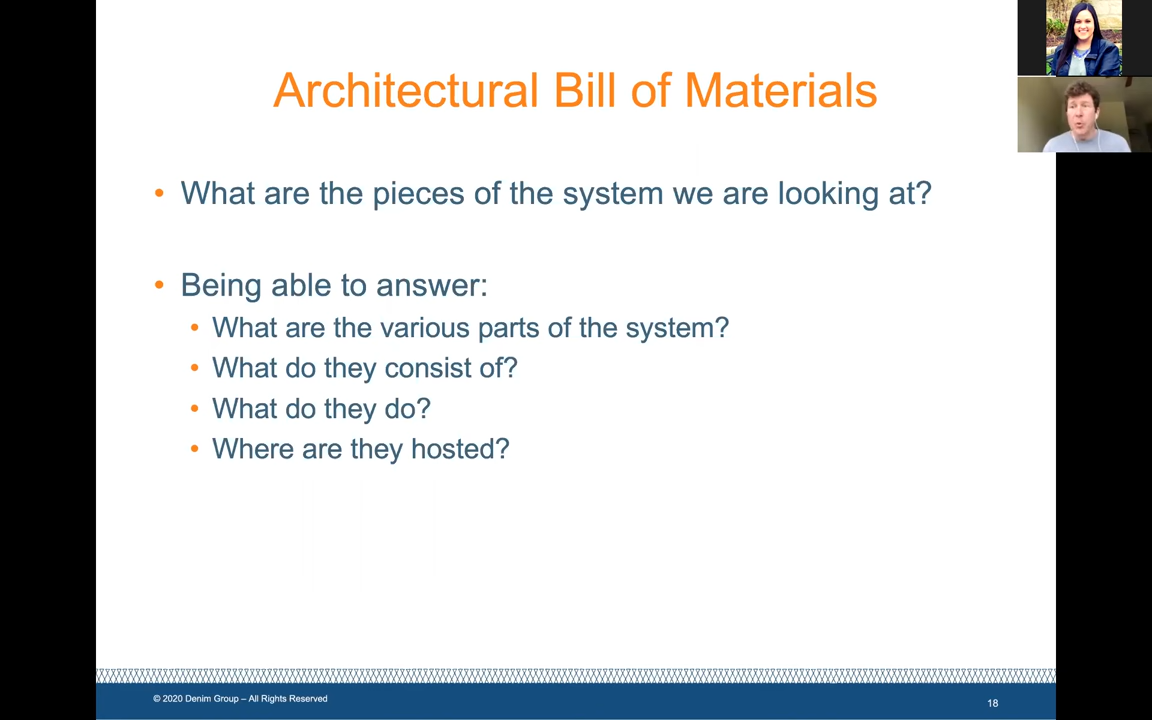 Architectural Bill of Materials
• What are the pieces of the system we are looking at?
• Being able to answer:
• What are the various parts of the system?
• What do they consist of?
• What do they do?
• Where are they hosted?
© 2020 Denim Group – All Rights Reserved
18